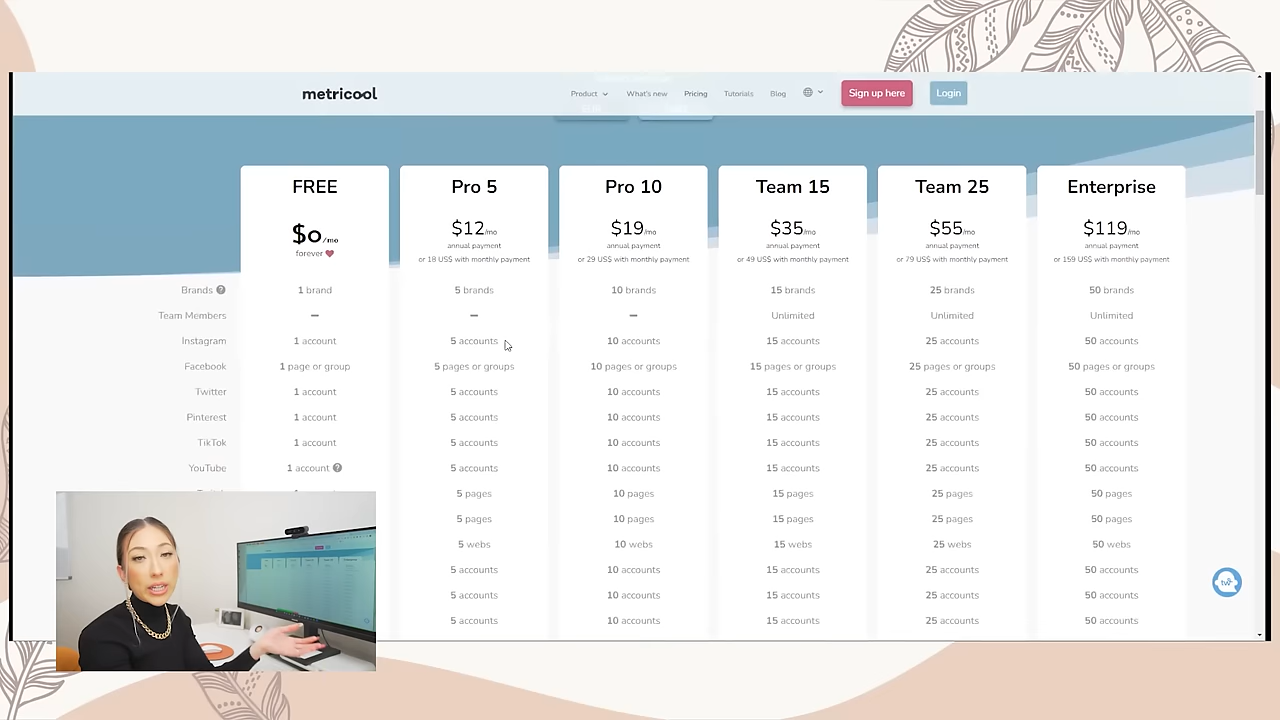 metricool
Product What's new Pricing Tutorials Blog Sign up here Login
FREE Pro 5 Pro 10 Team 15 Team 25 Enterprise
$0/mo $12/mo $19/mo $35/mo $55/mo $119/mo
forever annual payment annual payment annual payment annual payment annual payment
or 18 US$ with monthly payment or 29 US$ with monthly payment or 49 US$ with monthly payment or 79 US$ with monthly payment or 159 US$ with monthly payment
Brands ? 1 brand 5 brands 10 brands 15 brands 25 brands 50 brands
Team Members – – – Unlimited Unlimited Unlimited
Instagram 1 account 5 accounts 10 accounts 15 accounts 25 accounts 50 accounts
Facebook 1 page or group 5 pages or groups 10 pages or groups 15 pages or groups 25 pages or groups 50 pages or groups
Twitter 1 account 5 accounts 10 accounts 15 accounts 25 accounts 50 accounts
Pinterest 1 account 5 accounts 10 accounts 15 accounts 25 accounts 50 accounts
TikTok 1 account 5 accounts 10 accounts 15 accounts 25 accounts 50 accounts
YouTube 1 account ? 5 accounts 10 accounts 15 accounts 25 accounts 50 accounts
5 pages 10 pages 15 pages 25 pages 50 pages
5 pages 10 pages 15 pages 25 pages 50 pages
5 webs 10 webs 15 webs 25 webs 50 webs
5 accounts 10 accounts 15 accounts 25 accounts 50 accounts
5 accounts 10 accounts 15 accounts 25 accounts 50 accounts
5 accounts 10 accounts 15 accounts 25 accounts 50 accounts